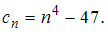 cₙ = n⁴ − 47.